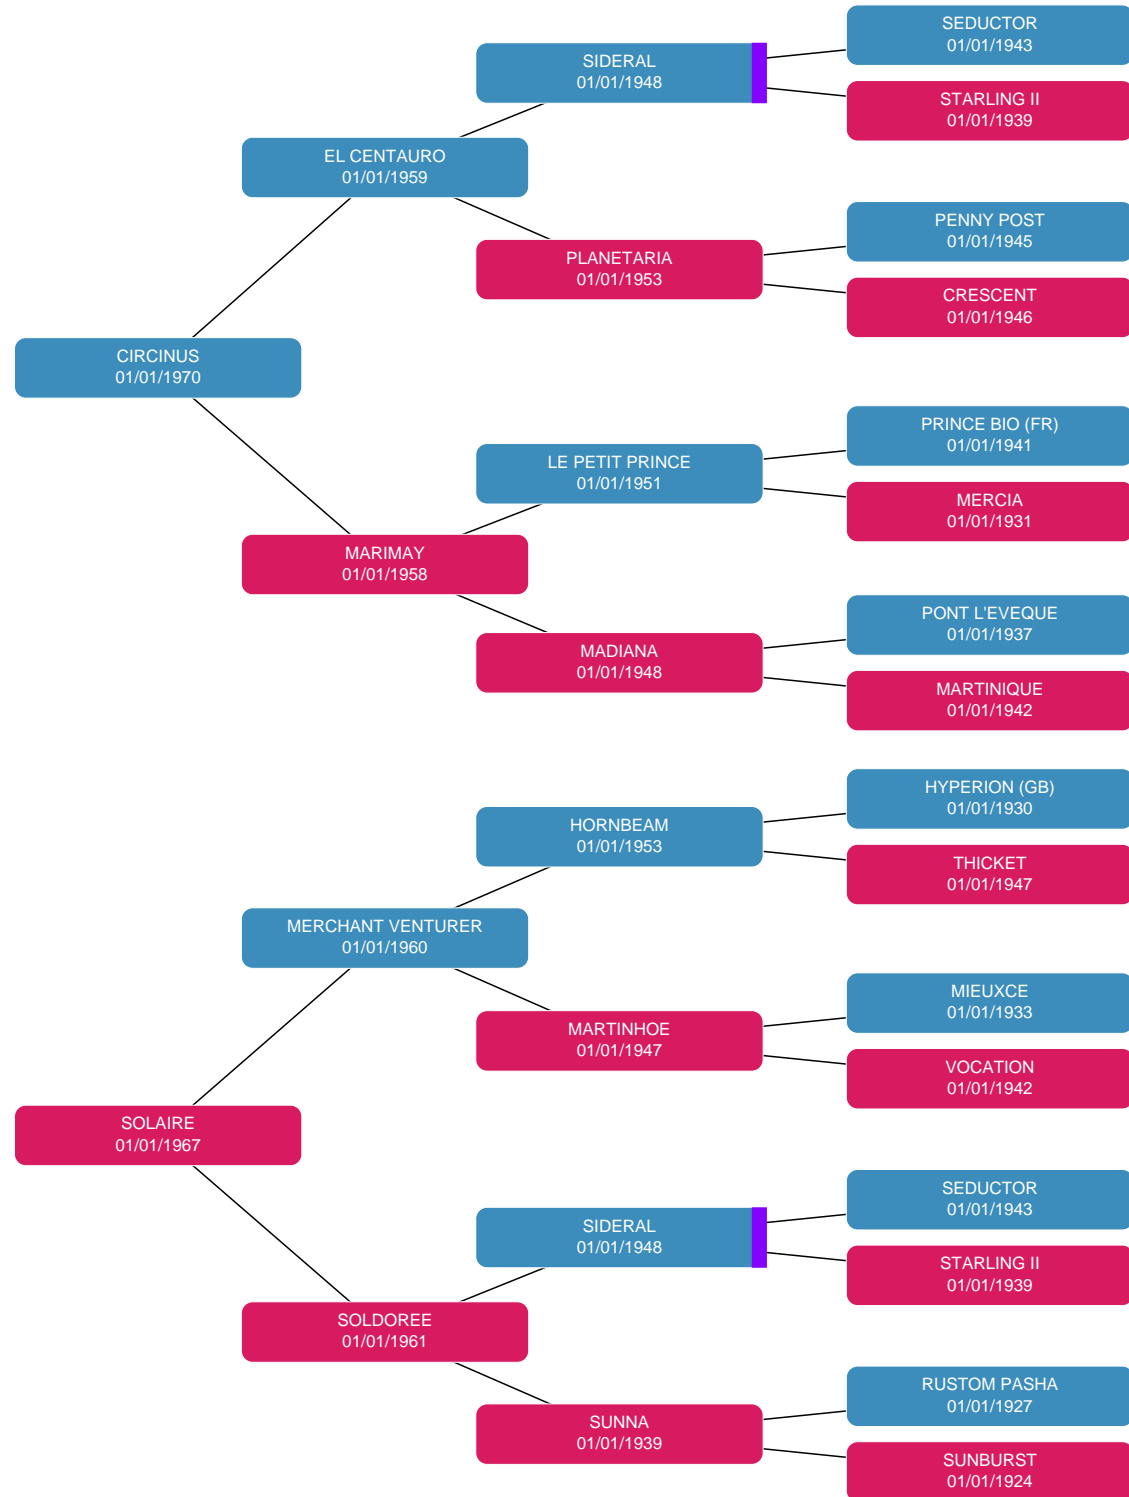 SEDUCTOR
01/01/1943
SIDERAL
01/01/1948
STARLING II
01/01/1939
EL CENTAURO
01/01/1959
PENNY POST
01/01/1945
PLANETARIA
01/01/1953
CRESCENT
01/01/1946
CIRCINUS
01/01/1970
PRINCE BIO (FR)
01/01/1941
LE PETIT PRINCE
01/01/1951
MERCIA
01/01/1931
MARIMAY
01/01/1958
PONT L'EVEQUE
01/01/1937
MADIANA
01/01/1948
MARTINIQUE
01/01/1942
HYPERION (GB)
01/01/1930
HORNBEAM
01/01/1953
THICKET
01/01/1947
MERCHANT VENTURER
01/01/1960
MIEUXCE
01/01/1933
MARTINHOE
01/01/1947
VOCATION
01/01/1942
SOLAIRE
01/01/1967
SEDUCTOR
01/01/1943
SIDERAL
01/01/1948
STARLING II
01/01/1939
SOLDOREE
01/01/1961
RUSTOM PASHA
01/01/1927
SUNNA
01/01/1939
SUNBURST
01/01/1924